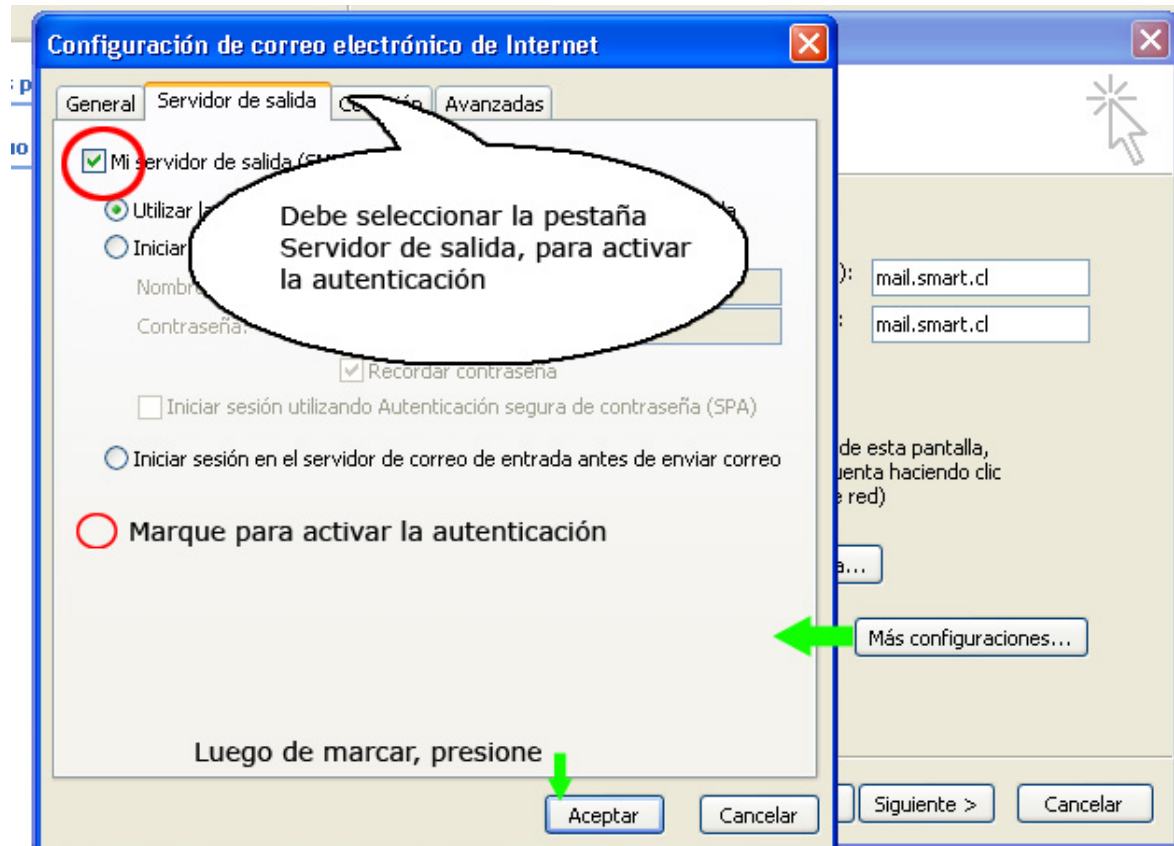 Configuración de correo electrónico de Internet
General
Servidor de salida
Avanzadas
Mi servidor de salida
Utilizar
Iniciar
Contraseña:
Recordar contraseña
Iniciar sesión utilizando Autenticación segura de contraseña (SPA)
Iniciar sesión en el servidor de correo de entrada antes de enviar correo
Debe seleccionar la pestaña
Servidor de salida, para activar
la autenticación
Marque para activar la autenticación
Luego de marcar, presione
Aceptar
Cancelar
): mail.smart.cl
: mail.smart.cl
de esta pantalla,
haciendo clic
red)
Más configuraciones...
Siguiente >
Cancelar